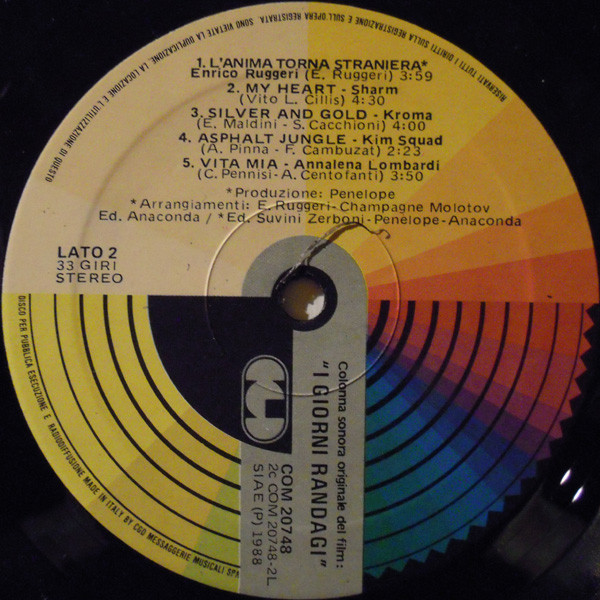 RISERVATI TUTTI I DIRITTI SULLA REGISTRAZIONE E SULL'OPERA REGISTRATA. SONO VIETATE LA DUPLICAZIONE, LA LOCAZIONE E L'UTILIZZAZIONE DI QUESTO
DISCO PER PUBBLICA ESECUZIONE E RADIODIFFUSIONE MADE IN ITALY BY CGD MESSAGGERIE MUSICALI SPA
1. L'ANIMA TORNA STRANIERA*
Enrico Ruggeri (E. Ruggeri) 3:59
2. MY HEART - Sharm
(Vito L. Cillis) 4:30
3. SILVER AND GOLD - Kroma
(E. Maldini - S. Cacchioni) 4:00
4. ASPHALT JUNGLE - Kim Squad
(A. Pinna - F. Cambuzat) 2:23
5. VITA MIA - Annalena Lombardi
(C. Pennisi - A. Centofanti) 3:50
*Produzione: Penelope
*Arrangiamenti: E. Ruggeri - Champagne Molotov
Ed. Anaconda / *Ed. Suvini Zerboni - Penelope - Anaconda
LATO 2
33 GIRI
STEREO
Colonna sonora originale del film:
"I GIORNI RANDAGI"
COM 20748
2c COM 20748-2L
SIAE (P) 1988